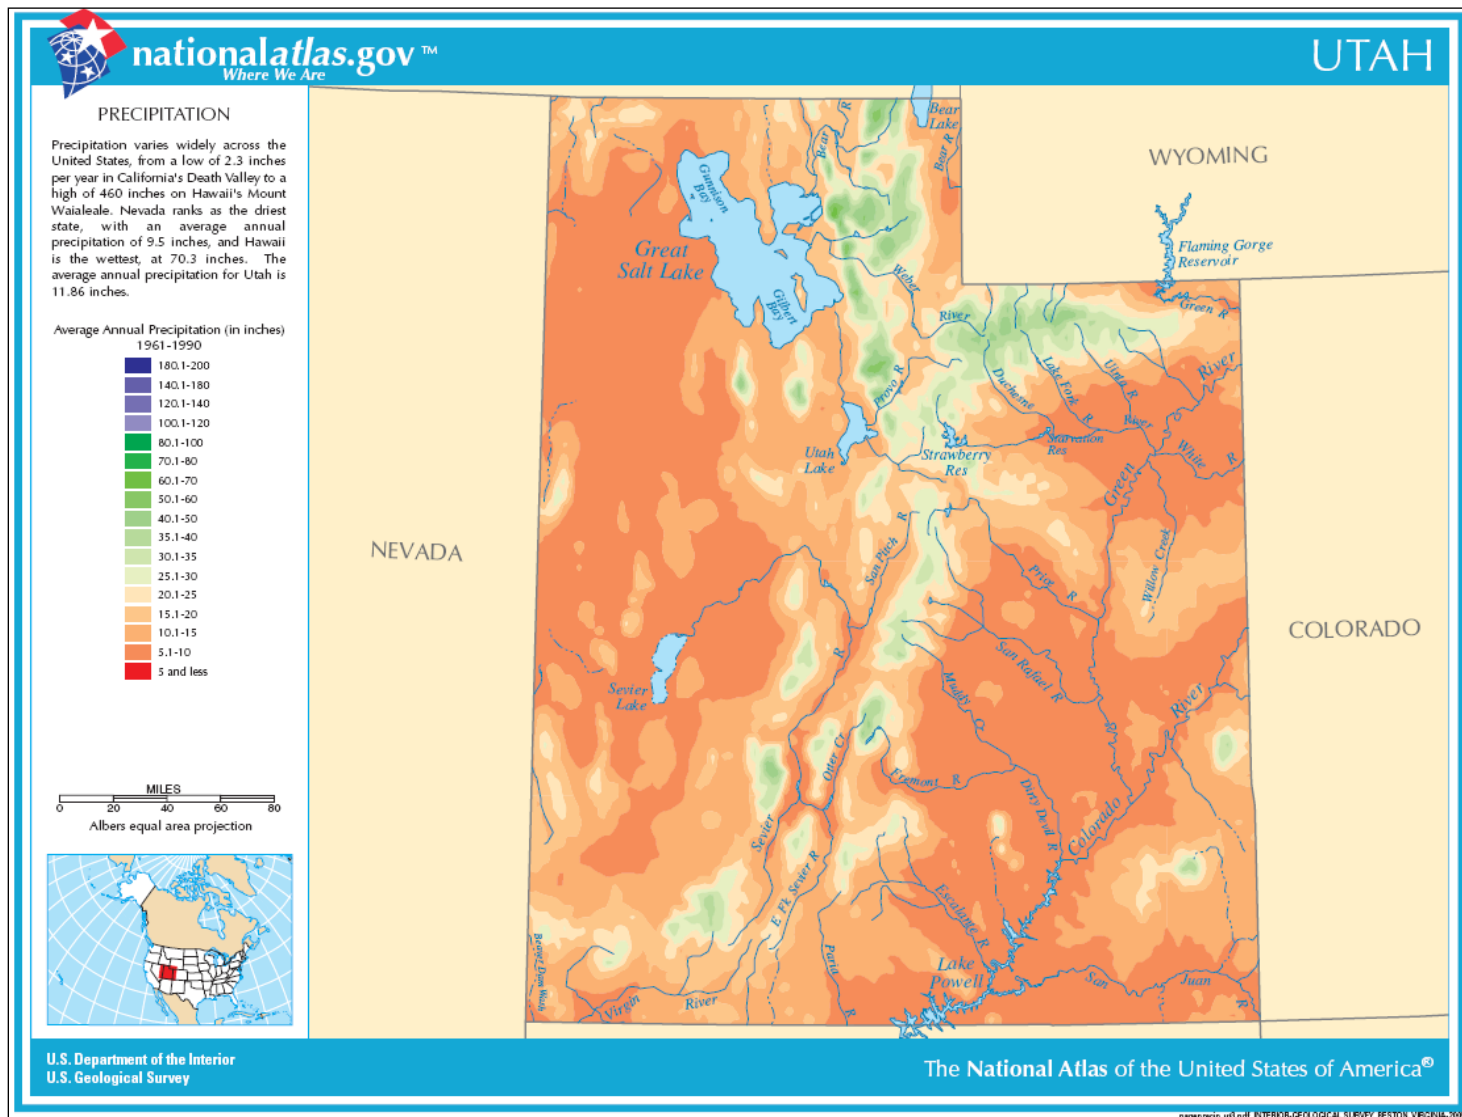 nationalatlas.gov™
Where We Are
UTAH
PRECIPITATION
Precipitation varies widely across the
United States, from a low of 2.3 inches
per year in California's Death Valley to a
high of 460 inches on Hawaii's Mount
Waialeale. Nevada ranks as the driest
state, with an average annual
precipitation of 9.5 inches, and Hawaii
is the wettest, at 70.3 inches. The
average annual precipitation for Utah is
11.86 inches.
Average Annual Precipitation (in inches)
1961-1990
180.1-200
140.1-180
120.1-140
100.1-120
80.1-100
70.1-80
60.1-70
50.1-60
40.1-50
35.1-40
30.1-35
25.1-30
20.1-25
15.1-20
10.1-15
5.1-10
5 and less
MILES
0 20 40 60 80
Albers equal area projection
WYOMING
NEVADA
COLORADO
Bear
Lake
Bear R
Bear R
Gunnison
Bay
Great
Salt Lake
Gilbert
Bay
Weber
River
Flaming Gorge
Reservoir
Green R
River
Provo R
Duchesne
Lake Fork
R
Uinta R
River
Starvation
Res
Strawberry
Res
Utah
Lake
White
R
Green
Willow Creek
San Pitch
R
Price R
San Rafael R
Muddy Cr
Sevier
Lake
R
Otter Cr
Fremont R
Dirty Devil R
Colorado
River
Sevier
E Fk Sevier R
Escalante R
Paria
R
Lake
Powell
San
Juan
R
Beaver Dam Wash
Virgin
River
U.S. Department of the Interior
U.S. Geological Survey
The National Atlas of the United States of America®
INTERIOR-GEOLOGICAL SURVEY, RESTON, VIRGINIA-200